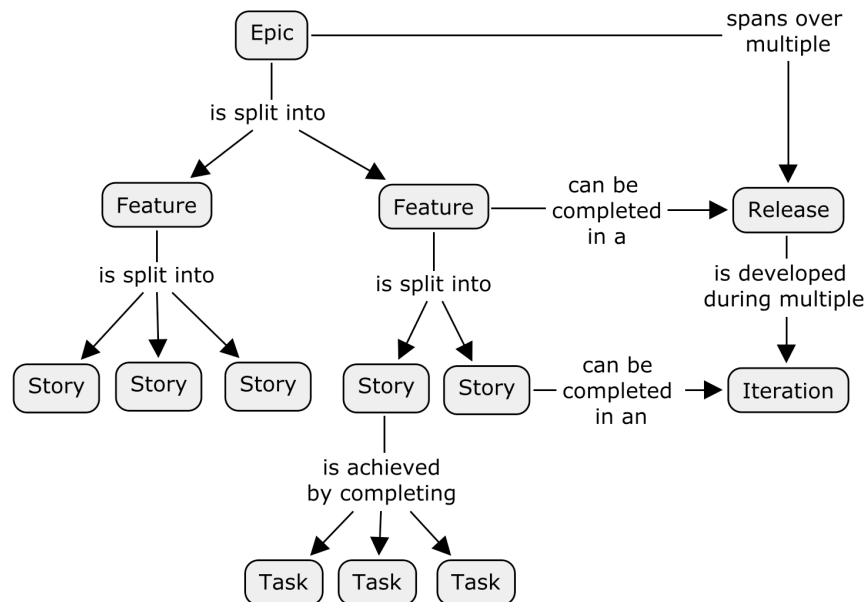 Epic
spans over
multiple
is split into
Feature
Feature
can be
completed
in a
Release
is split into
is split into
is developed
during multiple
Story
Story
Story
Story
Story
can be
completed
in an
Iteration
is achieved
by completing
Task
Task
Task